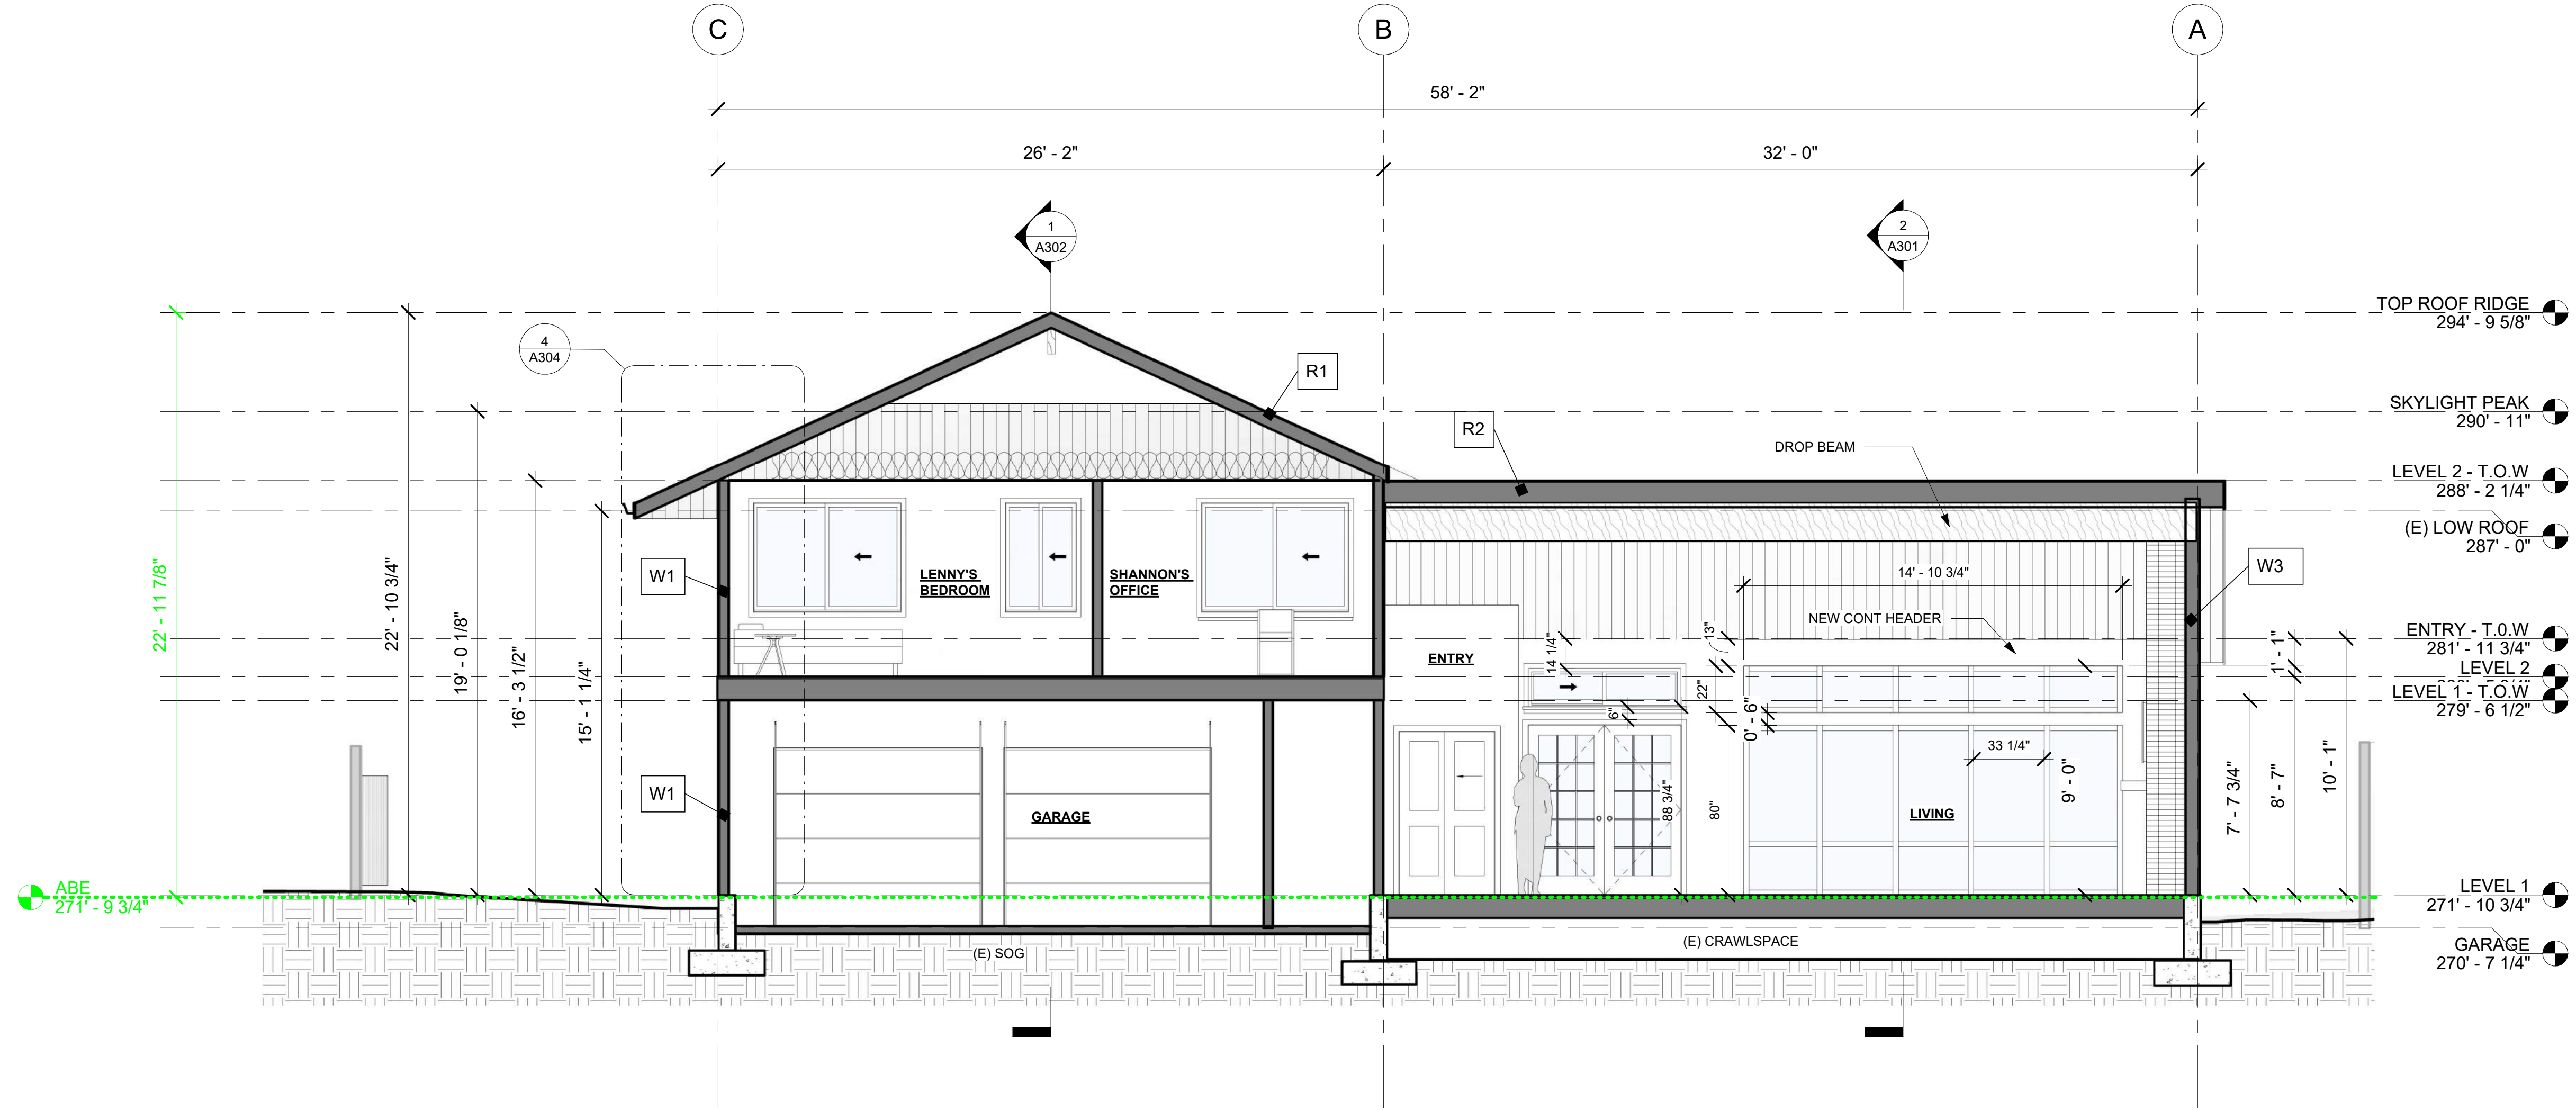 C
B
A
58' - 2"
26' - 2"
32' - 0"
1
A302
2
A301
TOP ROOF RIDGE
294' - 9 5/8"
4
A304
R1
SKYLIGHT PEAK
290' - 11"
R2
DROP BEAM
LEVEL 2 - T.O.W
288' - 2 1/4"
(E) LOW ROOF
287' - 0"
W1
LENNY'S
BEDROOM
SHANNON'S
OFFICE
14' - 10 3/4"
W3
22' - 11 7/8"
22' - 10 3/4"
19' - 0 1/8"
16' - 3 1/2"
15' - 1 1/4"
NEW CONT HEADER
ENTRY - T.0.W
281' - 11 3/4"
ENTRY
14 1/4"
13"
1' - 1"
LEVEL 2
22"
6"
0' - 6"
LEVEL 1 - T.O.W
279' - 6 1/2"
33 1/4"
W1
GARAGE
88 3/4"
80"
9' - 0"
LIVING
7' - 7 3/4"
8' - 7"
10' - 1"
ABE
271' - 9 3/4"
LEVEL 1
271' - 10 3/4"
(E) SOG
(E) CRAWLSPACE
GARAGE
270' - 7 1/4"